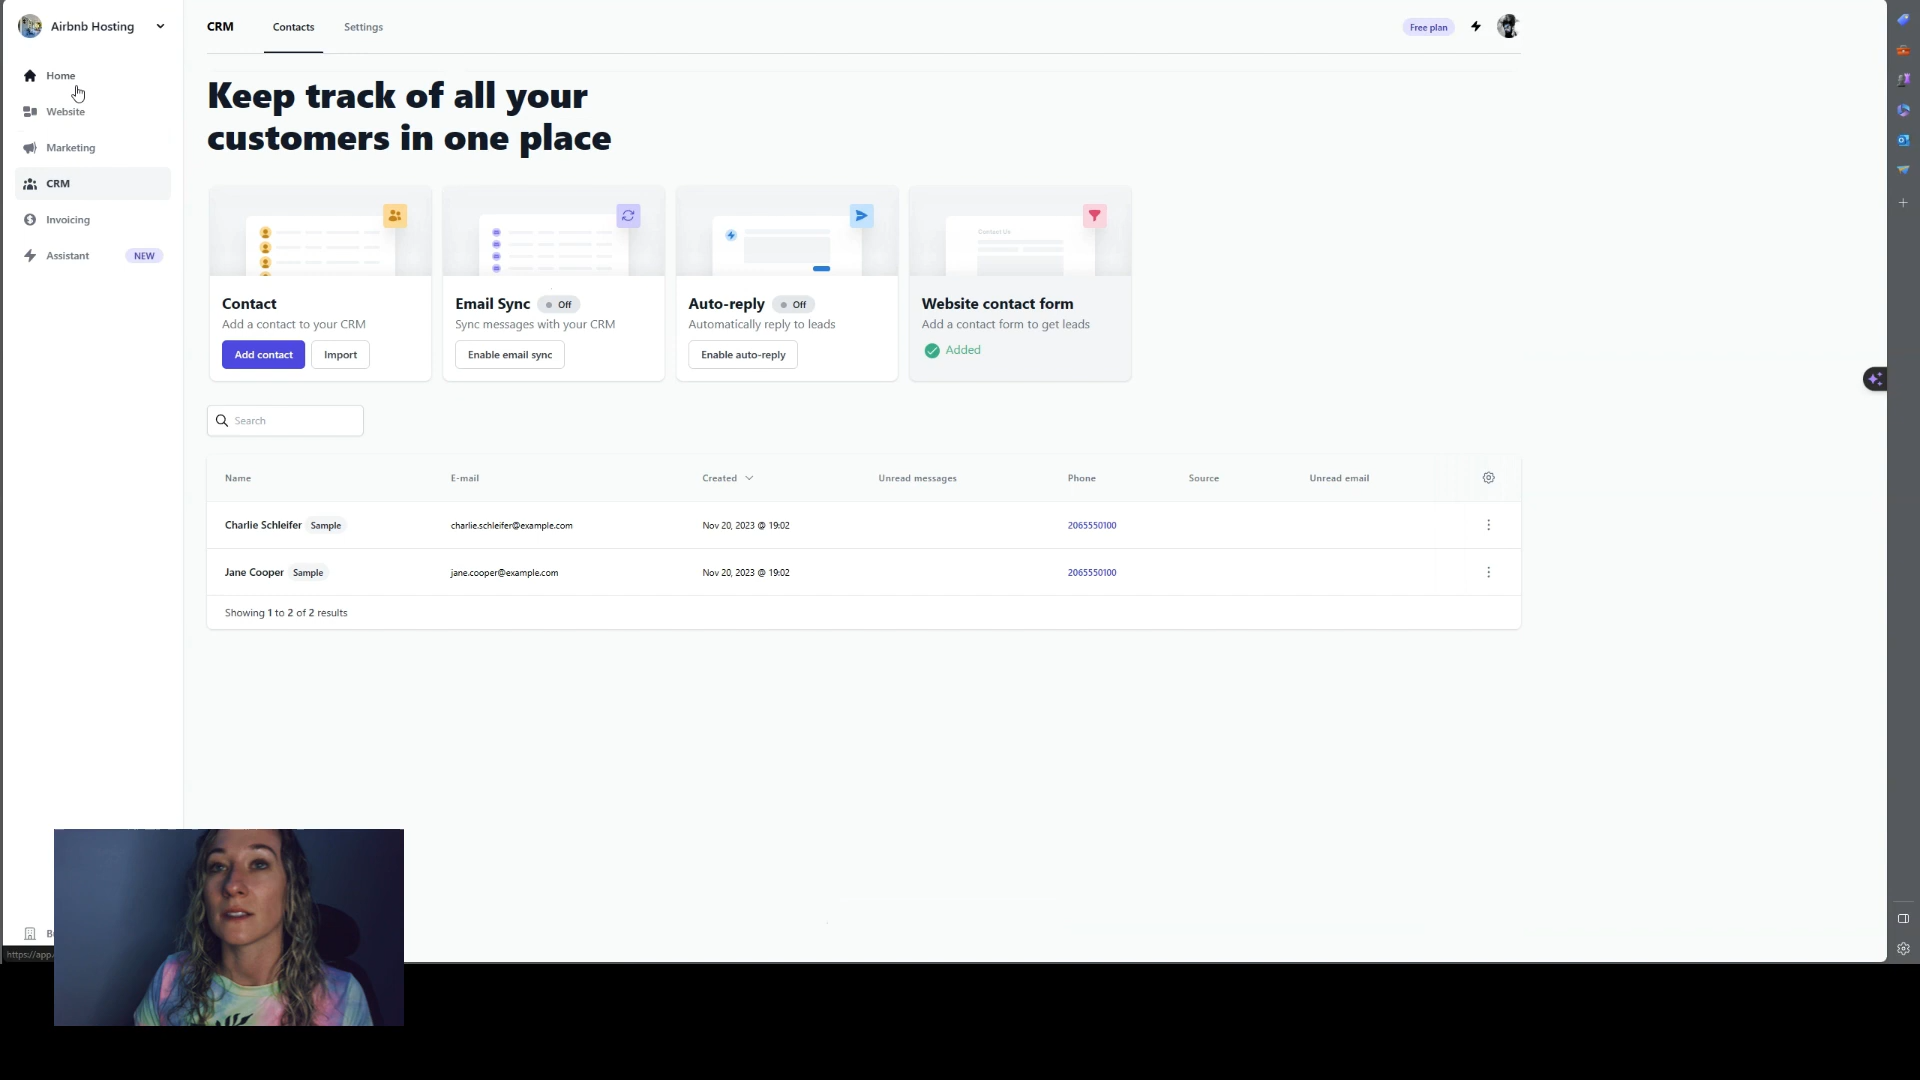 Airbnb Hosting
Home
Website
Marketing
CRM
Invoicing
Assistant NEW
CRM Contacts Settings Free plan
Keep track of all your
customers in one place
Contact
Add a contact to your CRM
Add contact Import
Email Sync Off
Sync messages with your CRM
Enable email sync
Auto-reply Off
Automatically reply to leads
Enable auto-reply
Contact Us
Website contact form
Add a contact form to get leads
Added
Search
Name E-mail Created Unread messages Phone Source Unread email
Charlie Schleifer Sample charlie.schleifer@example.com Nov 20, 2023 @ 19:02 2065550100
Jane Cooper Sample jane.cooper@example.com Nov 20, 2023 @ 19:02 2065550100
Showing 1 to 2 of 2 results
https://app.